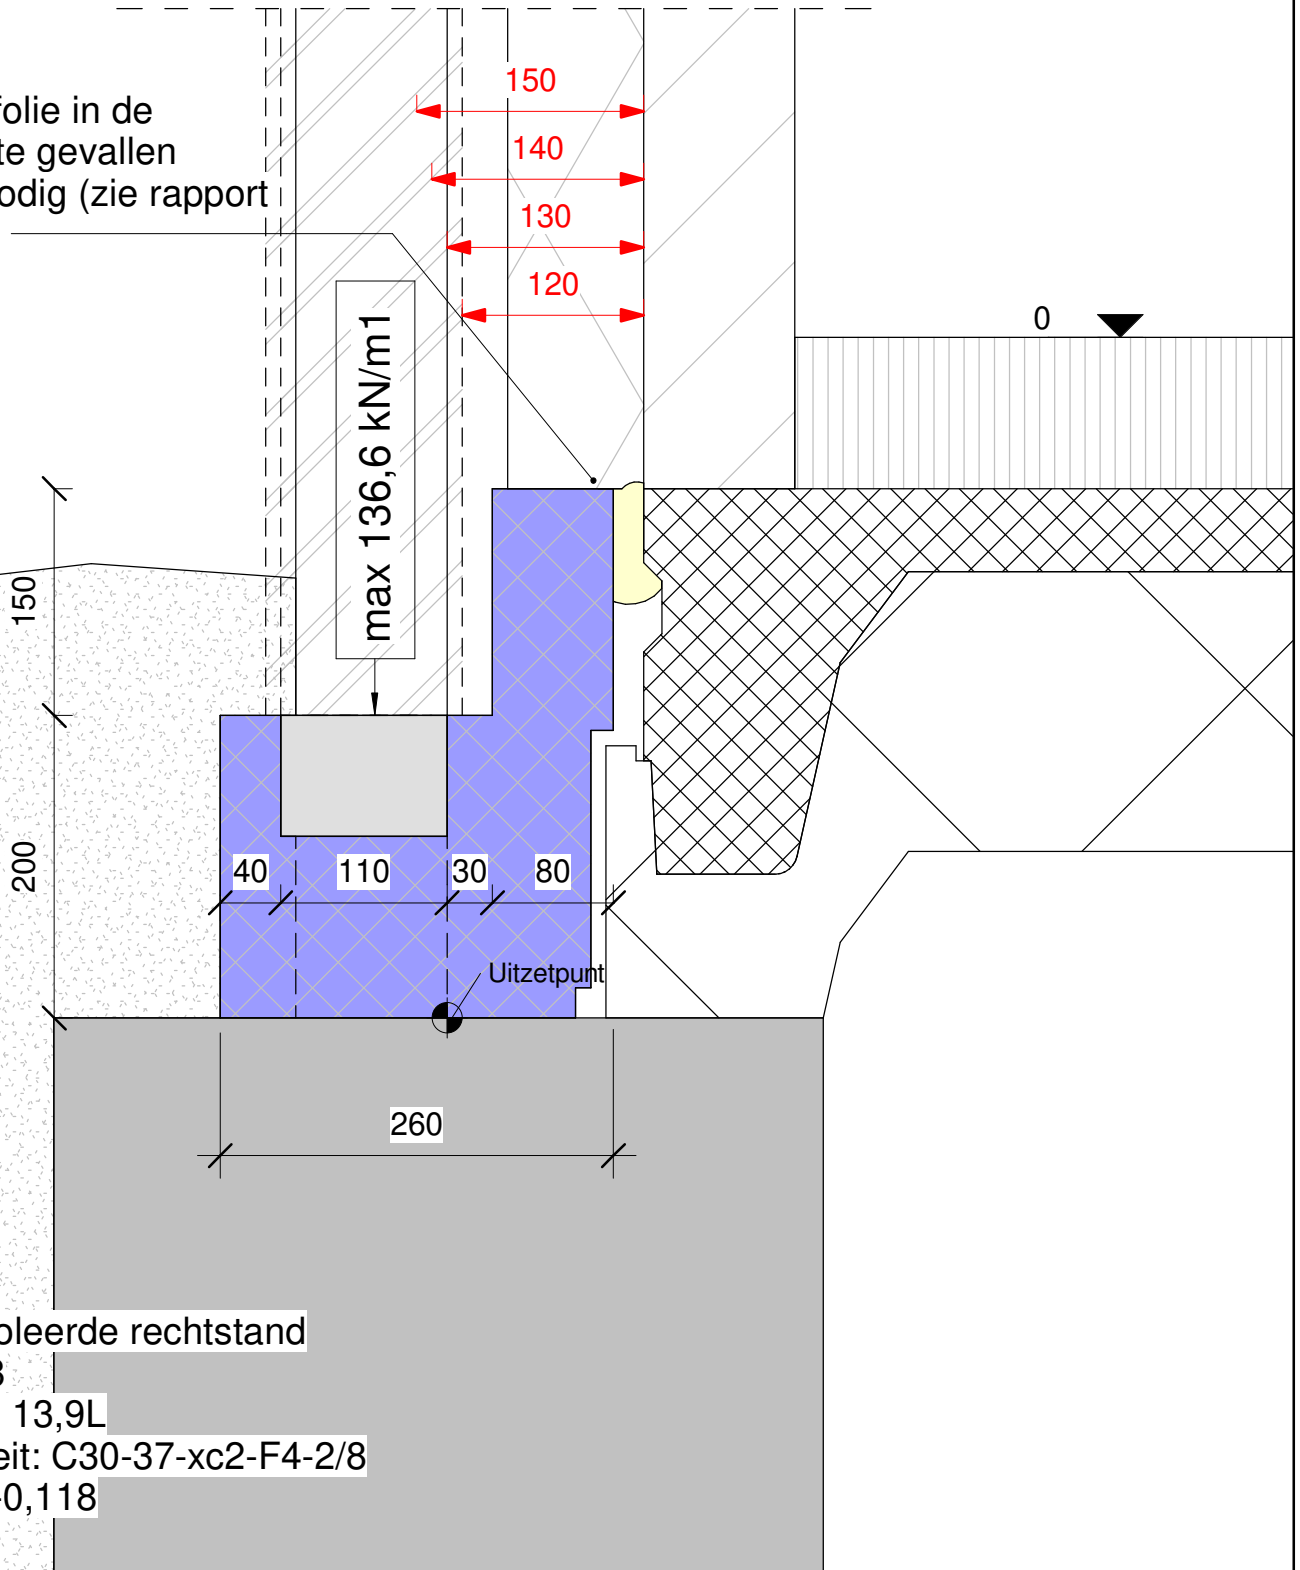 150
folie in de
te gevallen
140
odig (zie rapport
130
120
0
max 136,6 kN/m1
150
200
40
110
30
80
Uitzetpunt
260
oleerde rechtstand
13,9L
eit: C30-37-xc2-F4-2/8
-0,118